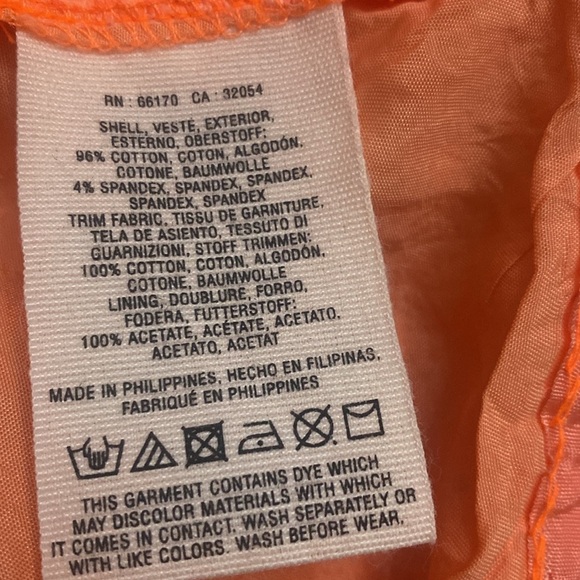 RN : 66170 CA : 32054
SHELL, VESTE, EXTERIOR,
ESTERNO, OBERSTOFF:
96% COTTON, COTON, ALGODÓN,
COTONE, BAUMWOLLE
4% SPANDEX, SPANDEX, SPANDEX,
SPANDEX, SPANDEX
TRIM FABRIC, TISSU DE GARNITURE,
TELA DE ASIENTO, TESSUTO DI
GUARNIZIONI, STOFF TRIMMEN:
100% COTTON, COTON, ALGODÓN,
COTONE, BAUMWOLLE
LINING, DOUBLURE, FORRO,
FODERA, FUTTERSTOFF:
100% ACETATE, ACÉTATE, ACETATO,
ACETATO, ACETAT
MADE IN PHILIPPINES, HECHO EN FILIPINAS,
FABRIQUÉ EN PHILIPPINES
THIS GARMENT CONTAINS DYE WHICH
MAY DISCOLOR MATERIALS WITH WHICH
IT COMES IN CONTACT. WASH SEPARATELY OR
WITH LIKE COLORS. WASH BEFORE WEAR.